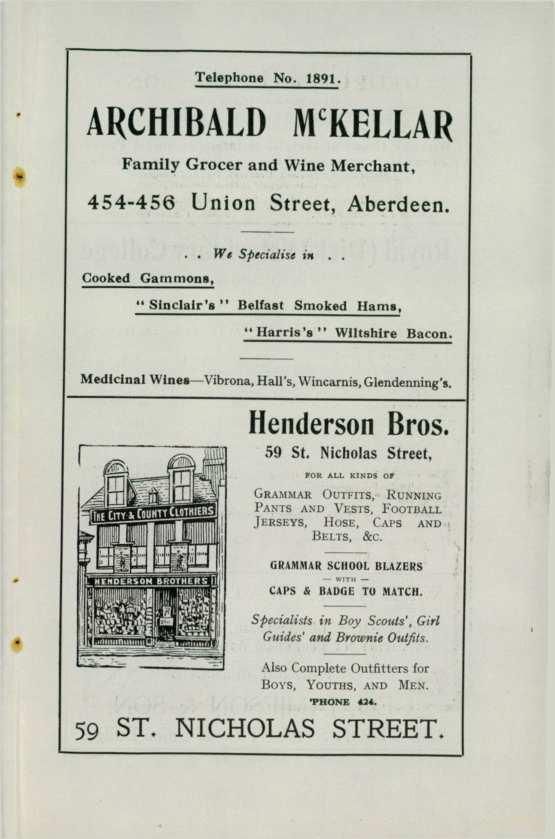 Telephone No. 1891.
ARCHIBALD McKELLAR
Family Grocer and Wine Merchant,
454-456 Union Street, Aberdeen.
. . We Specialise in . .
Cooked Gammons,
"Sinclair's" Belfast Smoked Hams,
"Harris's" Wiltshire Bacon.
Medicinal Wines—Vibrona, Hall's, Wincarnis, Glendenning's.
Henderson Bros.
59 St. Nicholas Street,
FOR ALL KINDS OF
GRAMMAR OUTFITS, RUNNING
PANTS AND VESTS, FOOTBALL
JERSEYS, HOSE, CAPS AND
BELTS, &C.
GRAMMAR SCHOOL BLAZERS
— WITH —
CAPS & BADGE TO MATCH.
Specialists in Boy Scouts', Girl
Guides' and Brownie Outfits.
Also Complete Outfitters for
BOYS, YOUTHS, AND MEN.
'PHONE 424.
THE CITY & COUNTY CLOTHIERS
HENDERSON BROTHERS
59 ST. NICHOLAS STREET.